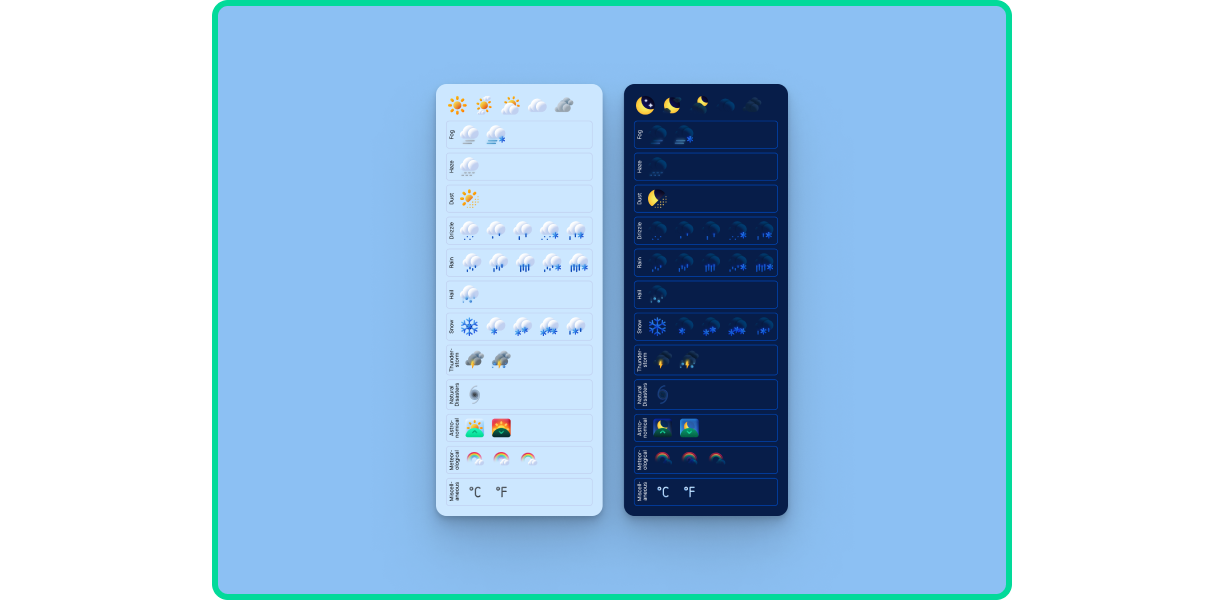 Fog
Haze
Dust
Drizzle
Rain
Hail
Snow
Thunder-
storm
Natural
Disasters
Astro-
nomical
Meteor-
ological
Miscell-
aneous
°C
°F
Fog
Haze
Dust
Drizzle
Rain
Hail
Snow
Thunder-
storm
Natural
Disasters
Astro-
nomical
Meteor-
ological
Miscell-
aneous
°C
°F